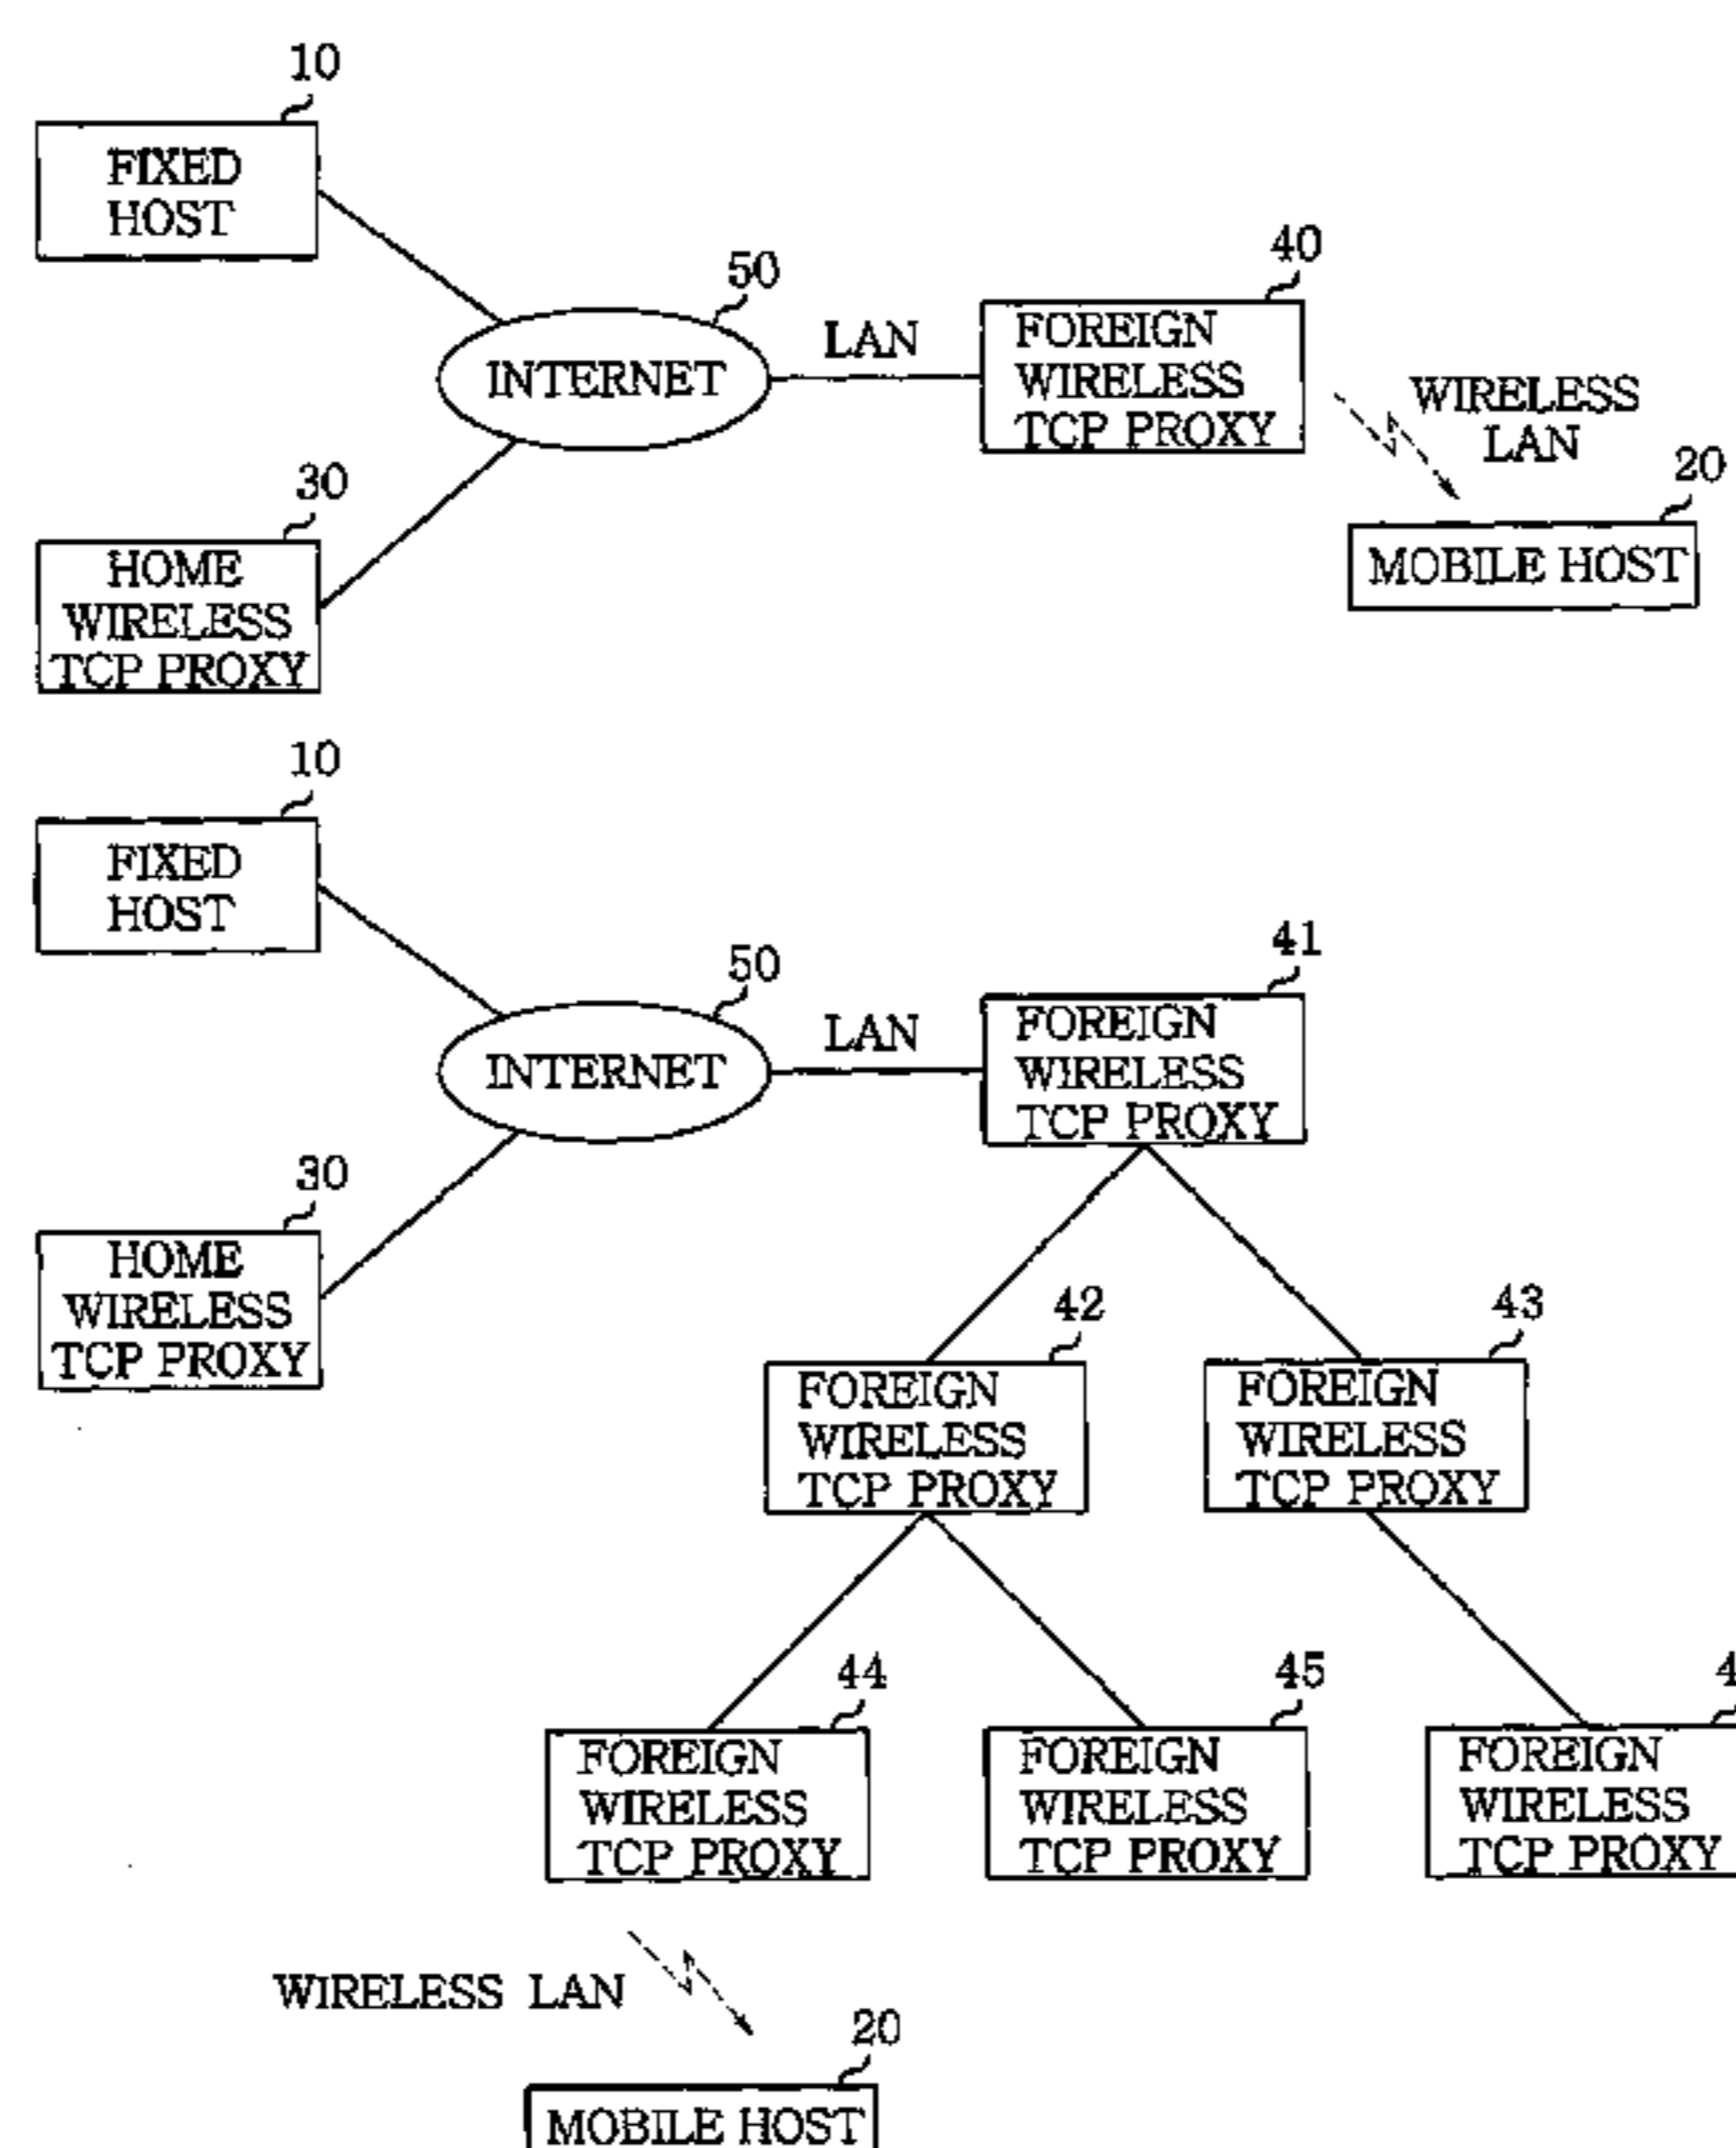 10
FIXED
HOST
50
INTERNET
LAN
40
FOREIGN
WIRELESS
TCP PROXY
WIRELESS
LAN
20
MOBILE HOST
30
HOME
WIRELESS
TCP PROXY
10
FIXED
HOST
50
INTERNET
LAN
41
FOREIGN
WIRELESS
TCP PROXY
30
HOME
WIRELESS
TCP PROXY
42
FOREIGN
WIRELESS
TCP PROXY
43
FOREIGN
WIRELESS
TCP PROXY
44
FOREIGN
WIRELESS
TCP PROXY
45
FOREIGN
WIRELESS
TCP PROXY
FOREIGN
WIRELESS
TCP PROXY
WIRELESS LAN
20
MOBILE HOST